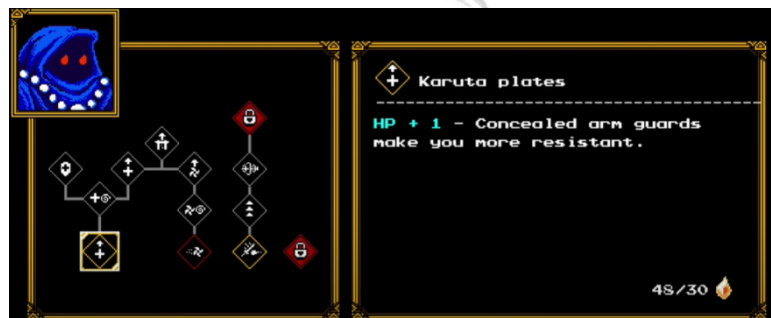 Karuta plates
HP + 1 - Concealed arm guards
make you more resistant.
48/30